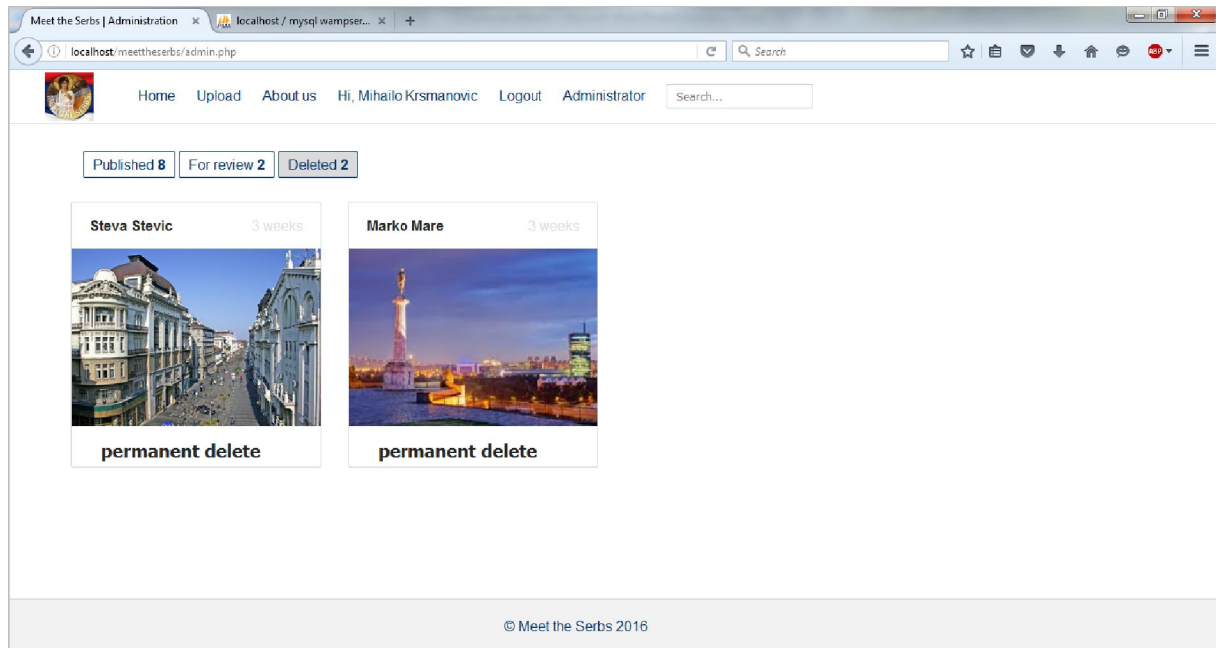 Meet the Serbs | Administration
localhost / mysql wampser...
localhost/meettheserbs/admin.php
Search
ABP
Home Upload About us Hi, Mihailo Krsmanovic Logout Administrator Search...
Published 8 For review 2 Deleted 2
Steva Stevic 3 weeks
Marko Mare 3 weeks
permanent delete
permanent delete
© Meet the Serbs 2016